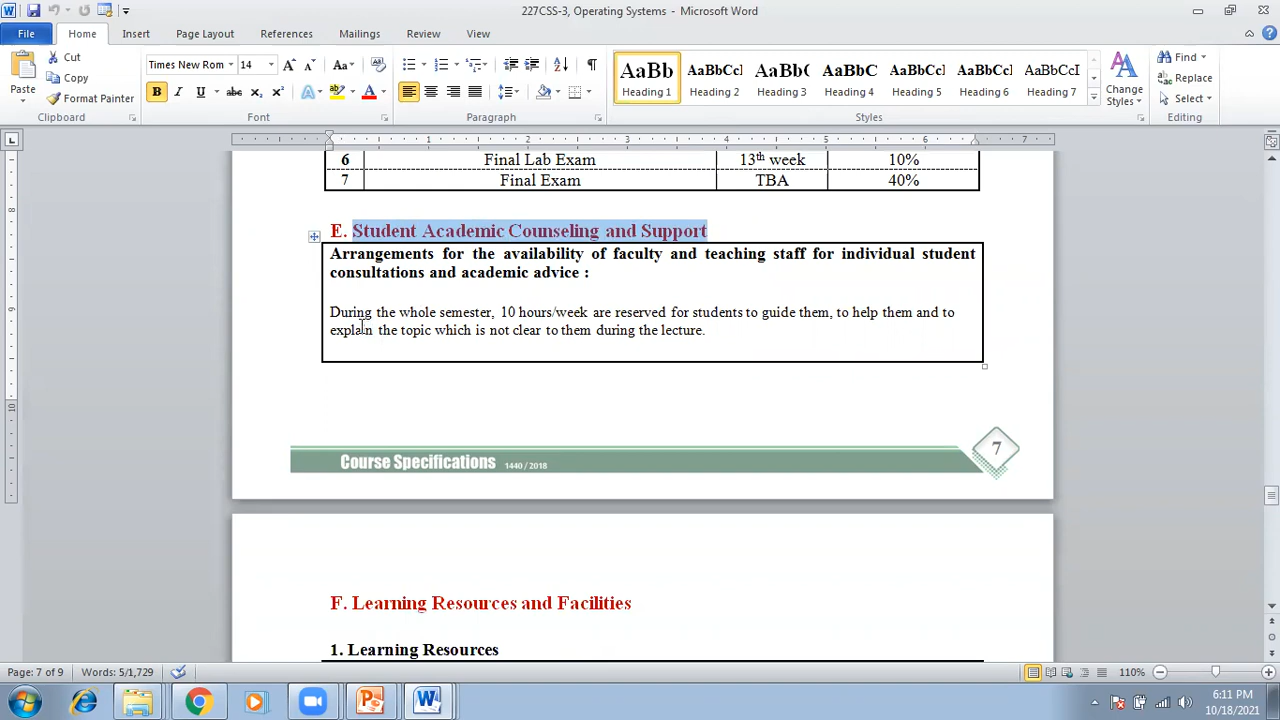 227CSS-3, Operating Systems - Microsoft Word
File Home Insert Page Layout References Mailings Review View
Paste
Cut
Copy
Format Painter
Clipboard
Times New Rom 14
Font
Paragraph
AaBb AaBbCcI AaBbC AaBbC AaBbCcI AaBbCcI AaBbCcI
Heading 1 Heading 2 Heading 3 Heading 4 Heading 5 Heading 6 Heading 7
Styles
Change Styles
Find
Replace
Select
Editing
1 2 3 4 5 6 7
6 Final Lab Exam 13th week 10%
7 Final Exam TBA 40%
E. Student Academic Counseling and Support
Arrangements for the availability of faculty and teaching staff for individual student
consultations and academic advice :
During the whole semester, 10 hours/week are reserved for students to guide them, to help them and to
explain the topic which is not clear to them during the lecture.
Course Specifications 1440 / 2018 7
F. Learning Resources and Facilities
1. Learning Resources
Page: 7 of 9 Words: 5/1,729 110%
6:11 PM
10/18/2021